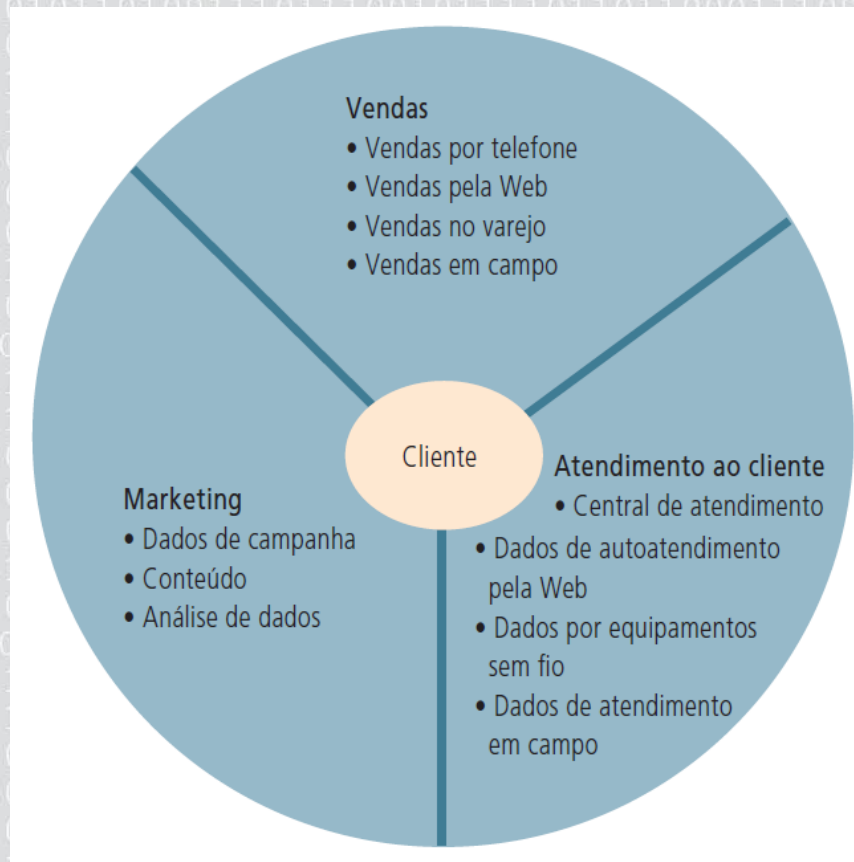 Vendas
• Vendas por telefone
• Vendas pela Web
• Vendas no varejo
• Vendas em campo
Cliente
Marketing
• Dados de campanha
• Conteúdo
• Análise de dados
Atendimento ao cliente
• Central de atendimento
• Dados de autoatendimento
pela Web
• Dados por equipamentos
sem fio
• Dados de atendimento
em campo